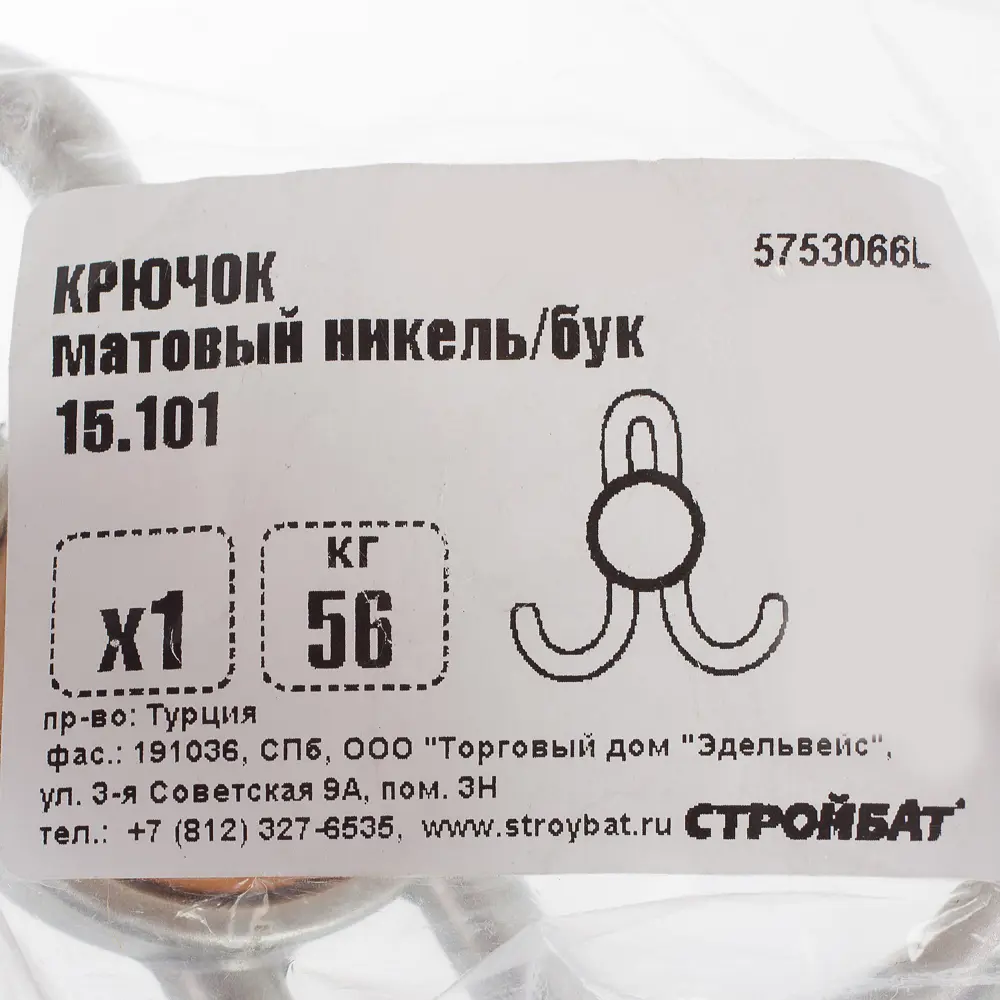 КРЮЧОК
5753066L
матовый никель/бук
15.101
x1
кг
56
пр-во: Турция
фас.: 191036, СПб, ООО "Торговый дом "Эдельвейс",
ул. 3-я Советская 9А, пом. 3Н
тел.: +7 (812) 327-6535, www.stroybat.ru СТРОЙБАТ